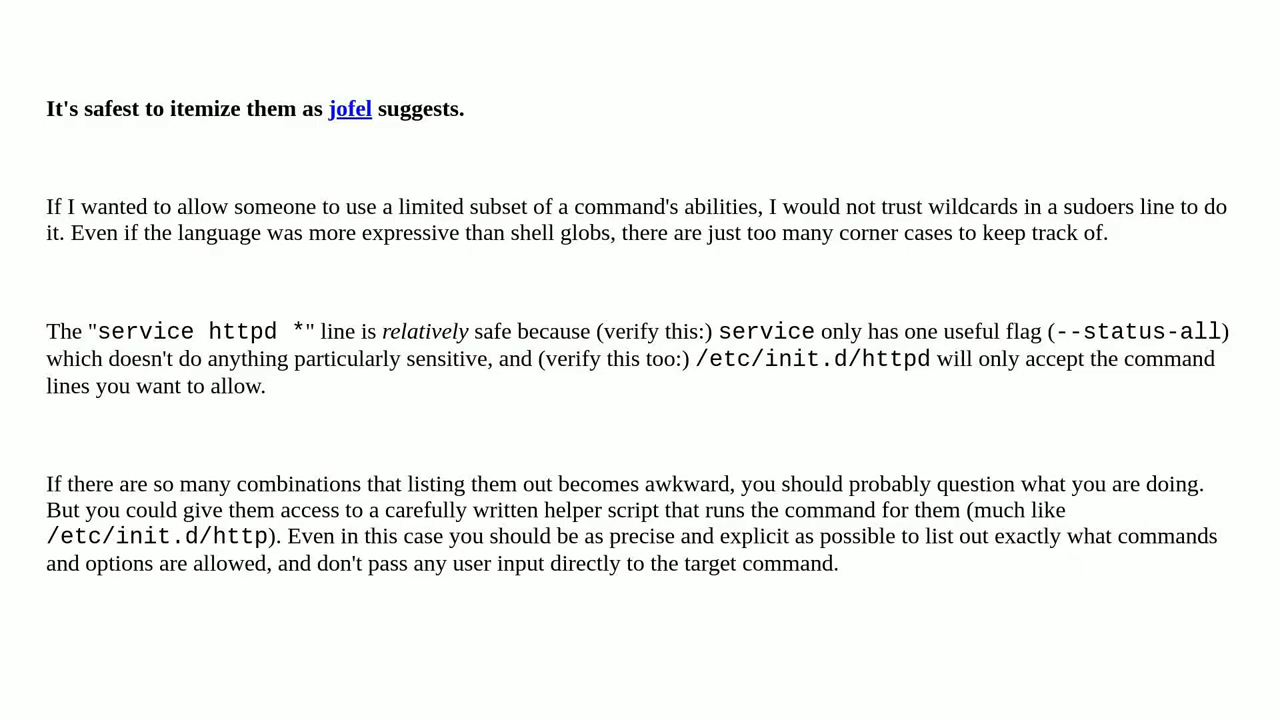 It's safest to itemize them as jofel suggests.
If I wanted to allow someone to use a limited subset of a command's abilities, I would not trust wildcards in a sudoers line to do
it. Even if the language was more expressive than shell globs, there are just too many corner cases to keep track of.
The "service httpd *" line is relatively safe because (verify this:) service only has one useful flag (--status-all)
which doesn't do anything particularly sensitive, and (verify this too:) /etc/init.d/httpd will only accept the command
lines you want to allow.
If there are so many combinations that listing them out becomes awkward, you should probably question what you are doing.
But you could give them access to a carefully written helper script that runs the command for them (much like
/etc/init.d/http). Even in this case you should be as precise and explicit as possible to list out exactly what commands
and options are allowed, and don't pass any user input directly to the target command.